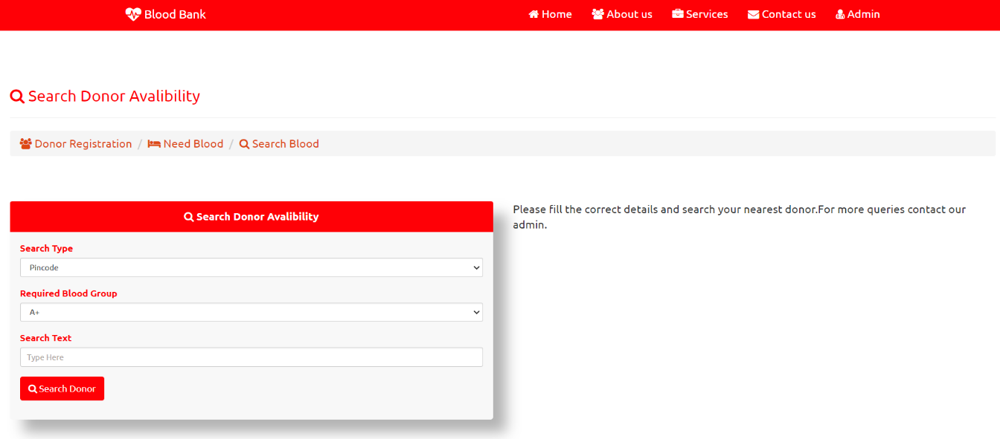 Blood Bank
Home About us Services Contact us Admin
Search Donor Avalibility
Donor Registration / Need Blood / Search Blood
Search Donor Avalibility
Search Type
Pincode
Required Blood Group
A+
Search Text
Type Here
Search Donor
Please fill the correct details and search your nearest donor.For more queries contact our
admin.